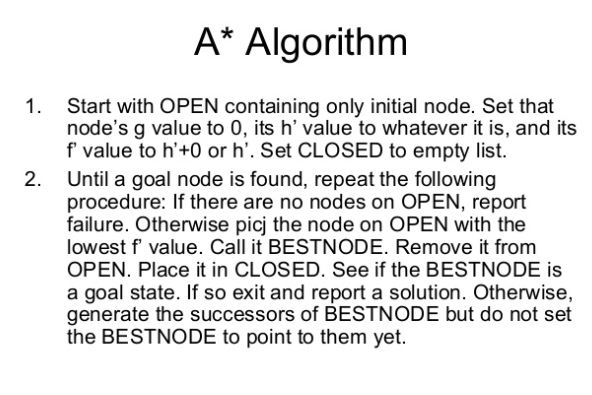 A* Algorithm
1. Start with OPEN containing only initial node. Set that
node’s g value to 0, its h’ value to whatever it is, and its
f’ value to h’+0 or h’. Set CLOSED to empty list.
2. Until a goal node is found, repeat the following
procedure: If there are no nodes on OPEN, report
failure. Otherwise picj the node on OPEN with the
lowest f’ value. Call it BESTNODE. Remove it from
OPEN. Place it in CLOSED. See if the BESTNODE is
a goal state. If so exit and report a solution. Otherwise,
generate the successors of BESTNODE but do not set
the BESTNODE to point to them yet.